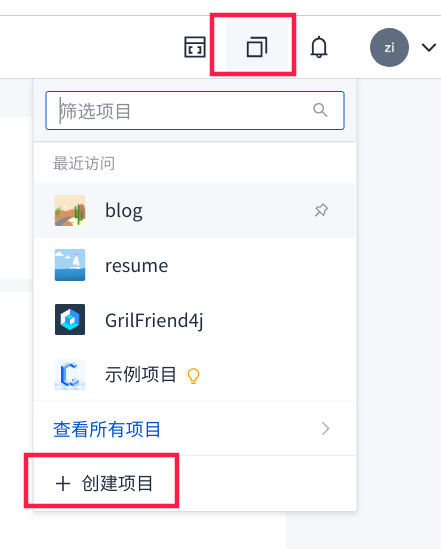 zi
筛选项目
最近访问
blog
resume
GrilFriend4j
示例项目
查看所有项目
+ 创建项目